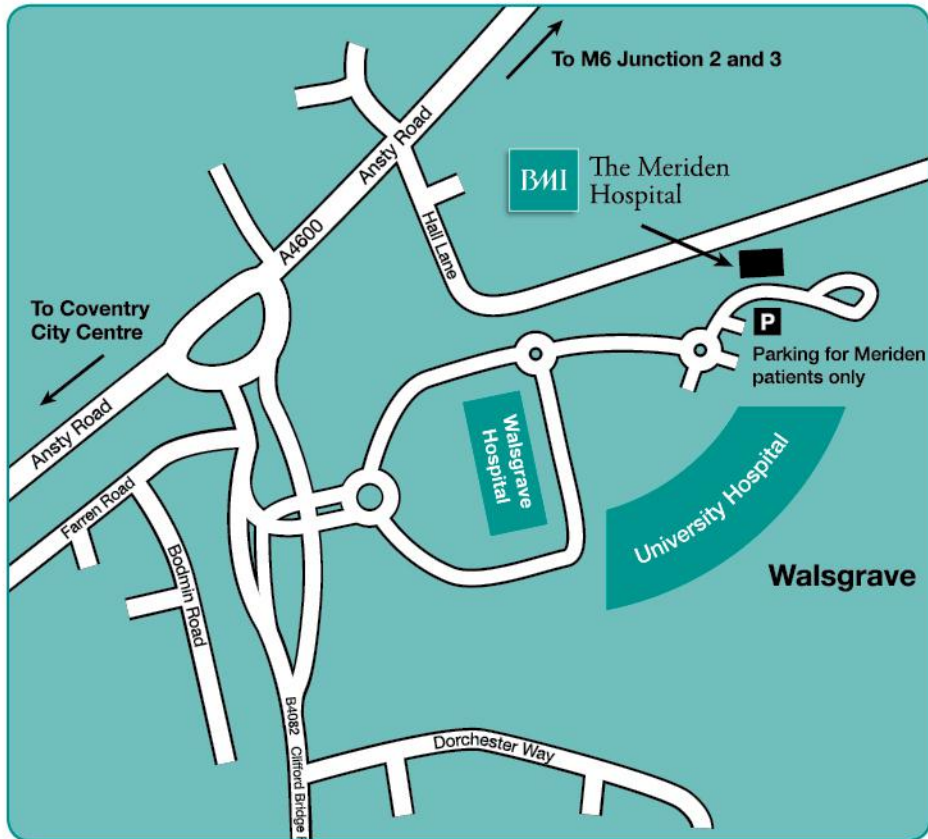 To M6 Junction 2 and 3
Ansty Road
BMI
The Meriden
Hospital
A4600
Hall Lane
To Coventry
City Centre
P
Parking for Meriden
patients only
Ansty Road
Walsgrave
Hospital
University Hospital
Farren Road
Bodmin Road
Walsgrave
B4082 Clifford Bridge
Dorchester Way